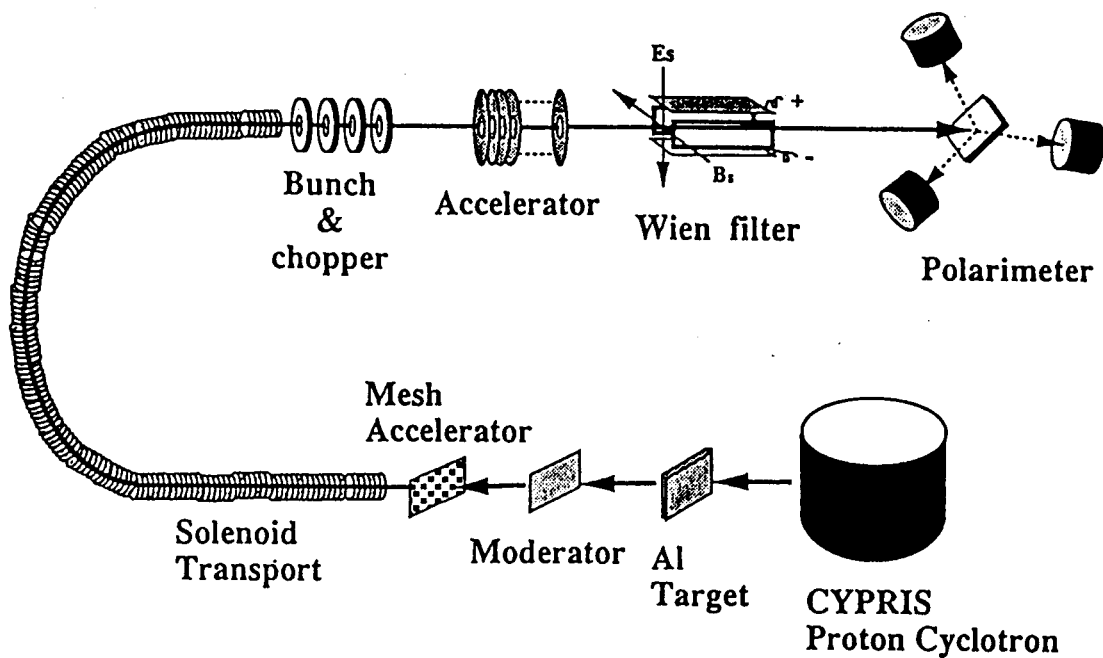 Es
+
-
Bs
Bunch
&
chopper
Accelerator
Wien filter
Polarimeter
Mesh
Accelerator
Solenoid
Transport
Moderator
Al
Target
CYPRIS
Proton Cyclotron